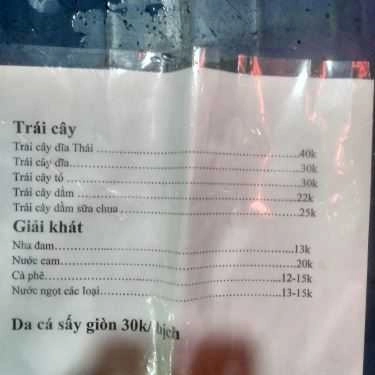 Trái cây
Trái cây dĩa Thái ..................................................40k
Trái cây dĩa..........................................................30k
Trái cây tô ............................................................30k
Trái cây dầm ........................................................22k
Trái cây dầm sữa chua .........................................25k
Giải khát
Nha đam................................................................13k
Nước cam..............................................................20k
Cà phê...............................................................12-15k
Nước ngọt các loại..............................................13-15k
Da cá sấy giòn 30k/ bịch